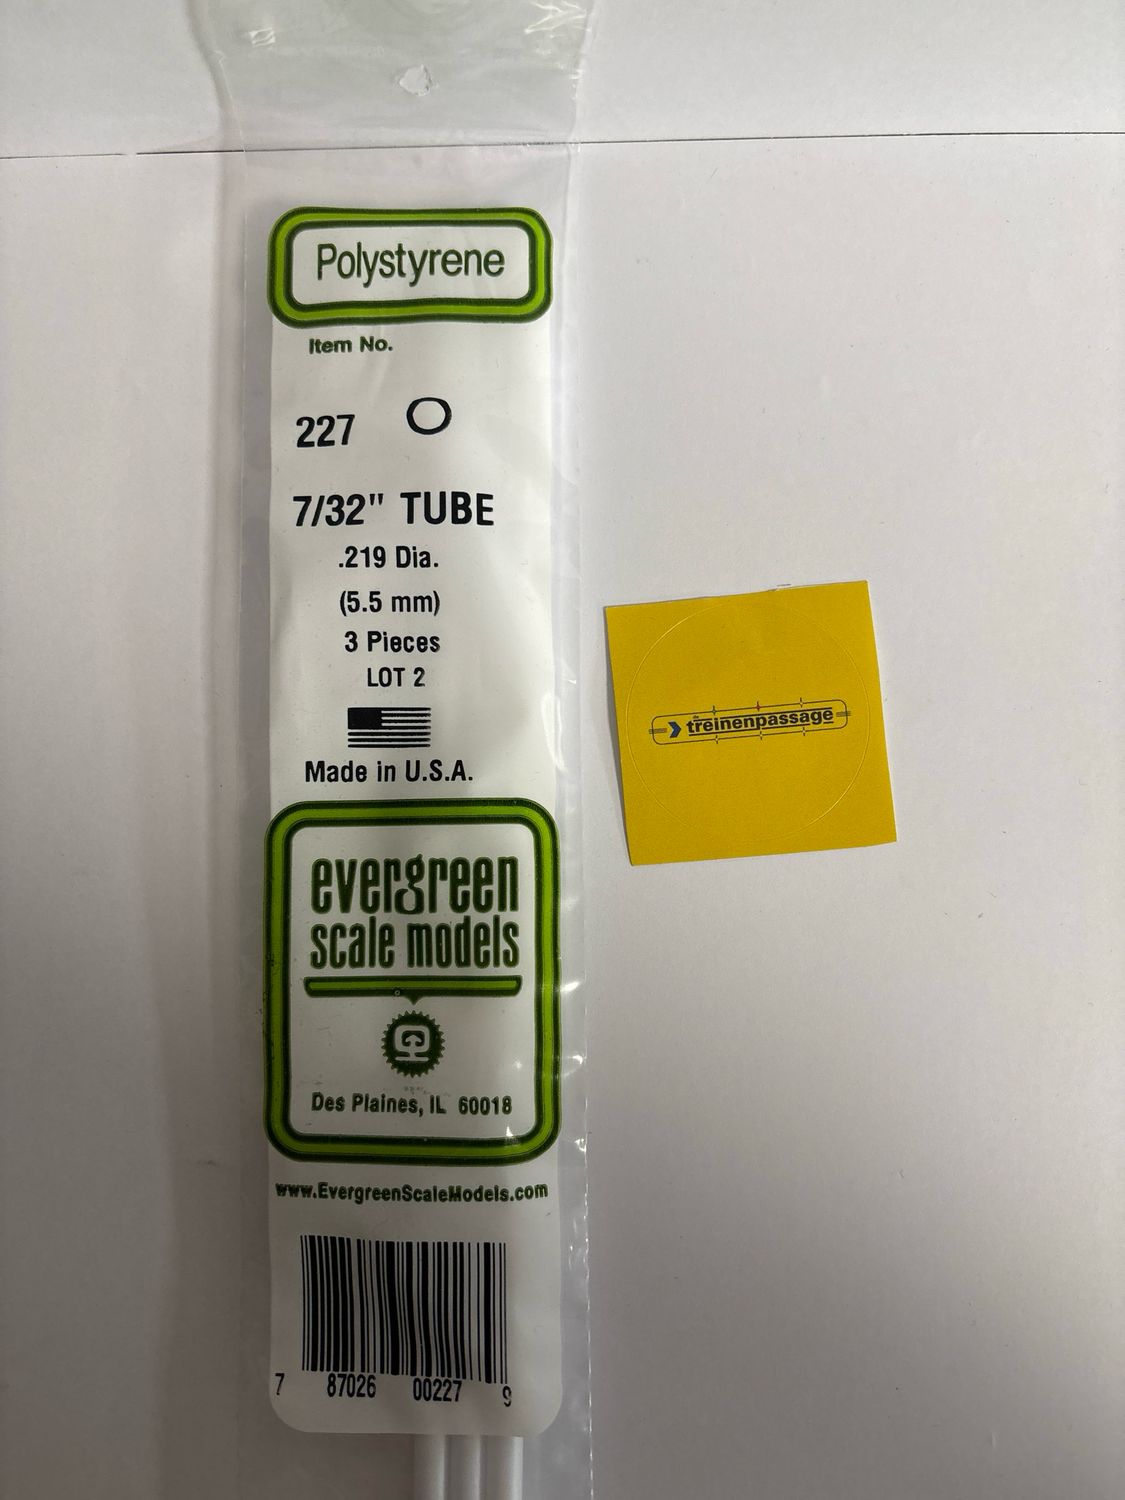 Polystyrene
Item No.
227
7/32" TUBE
.219 Dia.
(5.5 mm)
3 Pieces
LOT 2
Made in U.S.A.
evergreen
scale models
Des Plaines, IL 60018
www.EvergreenScaleModels.com
7 87026 00227 9
de
treinenpassage